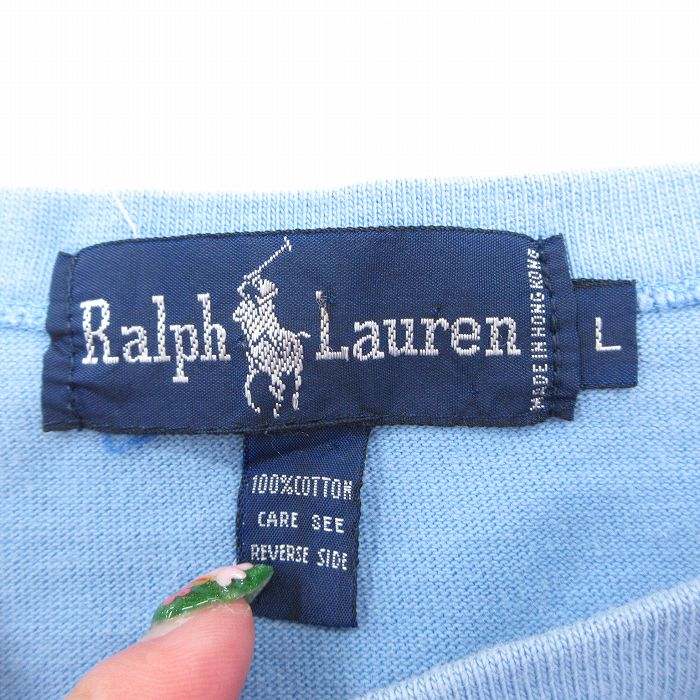 Ralph Lauren
MADE IN HONG KONG
L
100%COTTON
CARE SEE
REVERSE SIDE